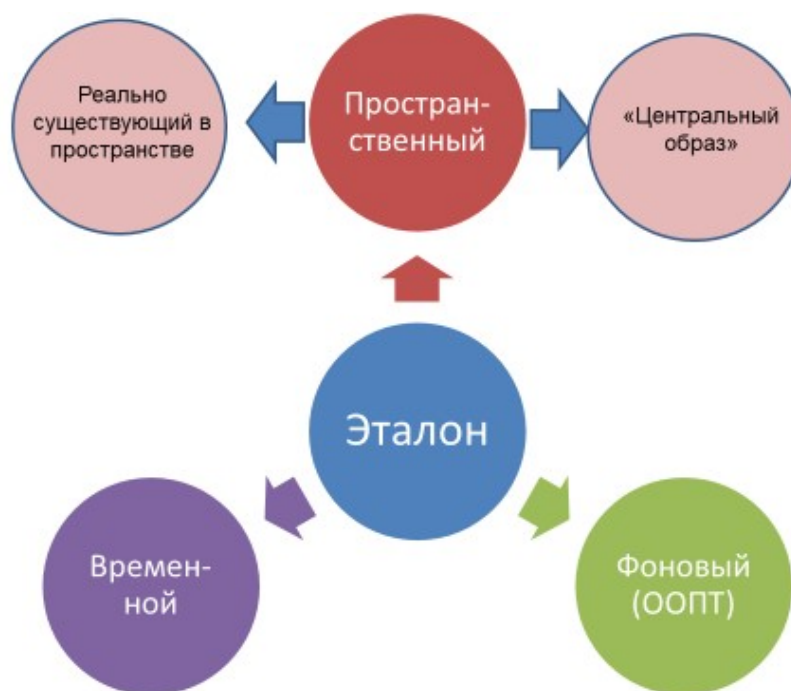 Реально
существующий в
пространстве
Простран-
ственный
«Центральный
образ»
Эталон
Времен-
ной
Фоновый
(ООПТ)